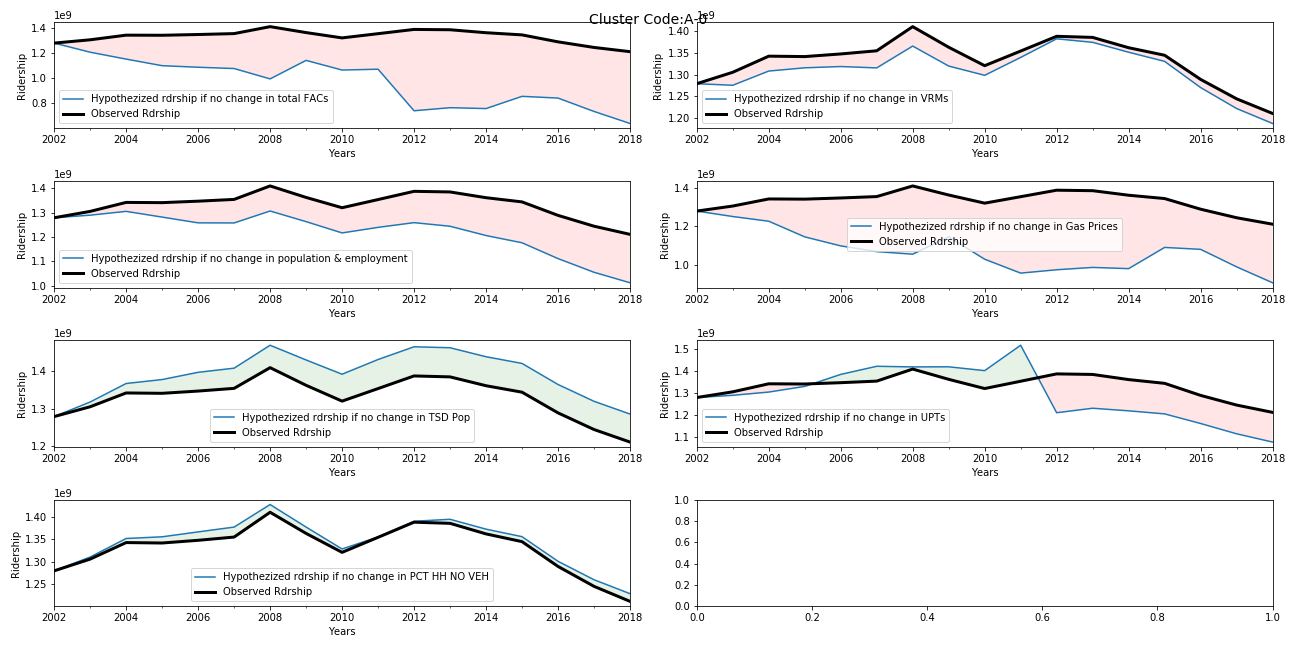 Cluster Code:A-0
1e9
1.4
1.2
1.0
0.8
Ridership
Hypothezized rdrship if no change in total FACs
Observed Rdrship
2002 2004 2006 2008 2010 2012 2014 2016 2018
Years
1e9
1.40
1.35
1.30
1.25
1.20
Ridership
Hypothezized rdrship if no change in VRMs
Observed Rdrship
2002 2004 2006 2008 2010 2012 2014 2016 2018
Years
1e9
1.4
1.3
1.2
1.1
1.0
Ridership
Hypothezized rdrship if no change in population & employment
Observed Rdrship
2002 2004 2006 2008 2010 2012 2014 2016 2018
Years
1e9
1.4
1.2
1.0
Ridership
Hypothezized rdrship if no change in Gas Prices
Observed Rdrship
2002 2004 2006 2008 2010 2012 2014 2016 2018
Years
1e9
1.4
1.3
1.2
Ridership
Hypothezized rdrship if no change in TSD Pop
Observed Rdrship
2002 2004 2006 2008 2010 2012 2014 2016 2018
Years
1e9
1.5
1.4
1.3
1.2
1.1
Ridership
Hypothezized rdrship if no change in UPTs
Observed Rdrship
2002 2004 2006 2008 2010 2012 2014 2016 2018
Years
1e9
1.40
1.35
1.30
1.25
Ridership
Hypothezized rdrship if no change in PCT HH NO VEH
Observed Rdrship
2002 2004 2006 2008 2010 2012 2014 2016 2018
Years
1.0
0.8
0.6
0.4
0.2
0.0
0.0 0.2 0.4 0.6 0.8 1.0